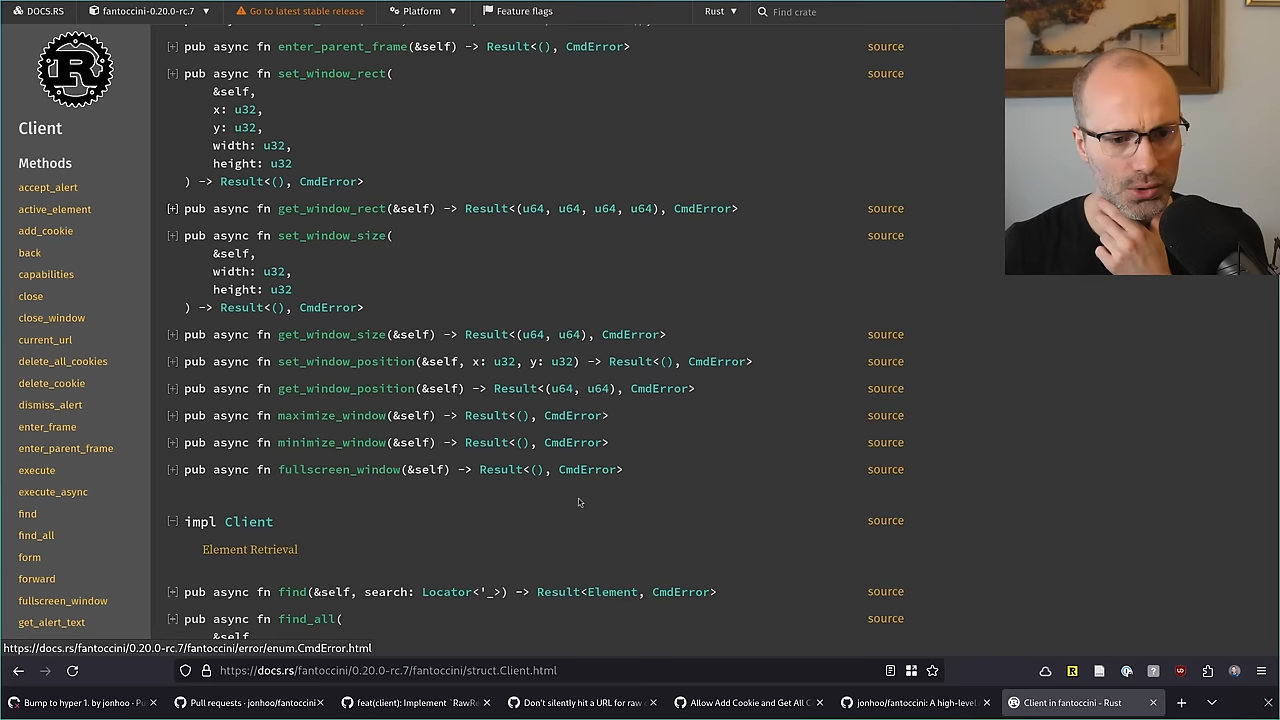 DOCS.RS
fantoccini-0.20.0-rc.7
Go to latest stable release
Platform
Feature flags
Rust
Find crate
Client
Methods
accept_alert
active_element
add_cookie
back
capabilities
close
close_window
current_url
delete_all_cookies
delete_cookie
dismiss_alert
enter_frame
enter_parent_frame
execute
execute_async
find
find_all
form
forward
fullscreen_window
get_alert_text
[+] pub async fn enter_parent_frame(&self) -> Result<(), CmdError> source
[+] pub async fn set_window_rect( source
&self,
x: u32,
y: u32,
width: u32,
height: u32
) -> Result<(), CmdError>
[+] pub async fn get_window_rect(&self) -> Result<(u64, u64, u64, u64), CmdError> source
[+] pub async fn set_window_size( source
&self,
width: u32,
height: u32
) -> Result<(), CmdError>
[+] pub async fn get_window_size(&self) -> Result<(u64, u64), CmdError> source
[+] pub async fn set_window_position(&self, x: u32, y: u32) -> Result<(), CmdError> source
[+] pub async fn get_window_position(&self) -> Result<(u64, u64), CmdError> source
[+] pub async fn maximize_window(&self) -> Result<(), CmdError> source
[+] pub async fn minimize_window(&self) -> Result<(), CmdError> source
[+] pub async fn fullscreen_window(&self) -> Result<(), CmdError> source
[−] impl Client source
Element Retrieval
[+] pub async fn find(&self, search: Locator<'_>) -> Result<Element, CmdError> source
[+] pub async fn find_all( source
&self
https://docs.rs/fantoccini/0.20.0-rc.7/fantoccini/error/enum.CmdError.html
https://docs.rs/fantoccini/0.20.0-rc.7/fantoccini/struct.Client.html
Bump to hyper 1. by jonhoo · Pu
Pull requests · jonhoo/fantoccini
feat(client): Implement `RawRe
Don't silently hit a URL for raw
Allow Add Cookie and Get All C
jonhoo/fantoccini: A high-level
Client in fantoccini - Rust